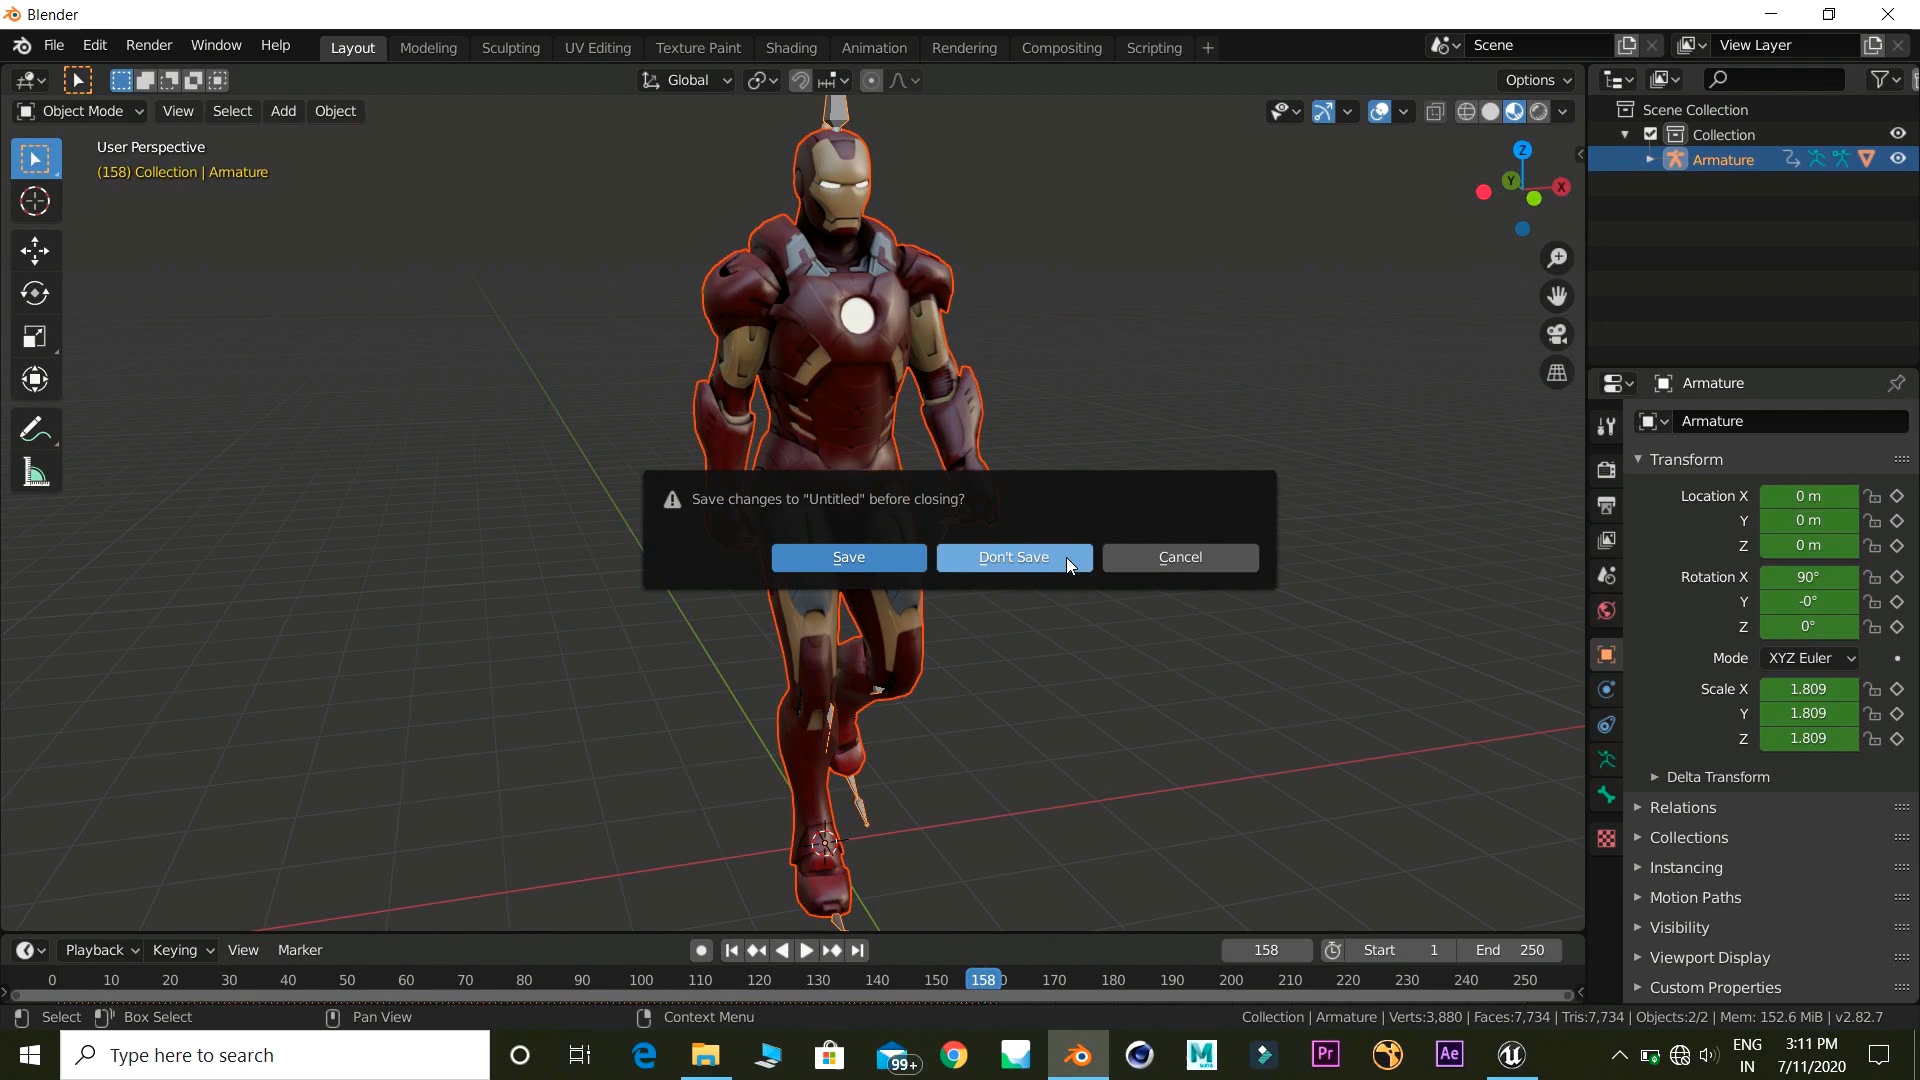 Blender
File Edit Render Window Help Layout Modeling Sculpting UV Editing Texture Paint Shading Animation Rendering Compositing Scripting + Scene View Layer
Global Options
Object Mode View Select Add Object
User Perspective
(158) Collection | Armature
Z
Y
X
Scene Collection
Collection
Armature
Armature
Armature
Transform
Location X 0 m
Y 0 m
Z 0 m
Rotation X 90°
Y -0°
Z 0°
Mode XYZ Euler
Scale X 1.809
Y 1.809
Z 1.809
Delta Transform
Relations
Collections
Instancing
Motion Paths
Visibility
Viewport Display
Custom Properties
Save changes to "Untitled" before closing?
Save Don't Save Cancel
Playback Keying View Marker 158 Start 1 End 250
0 10 20 30 40 50 60 70 80 90 100 110 120 130 140 150 158 170 180 190 200 210 220 230 240 250
Select Box Select Pan View Context Menu Collection | Armature | Verts:3,880 | Faces:7,734 | Tris:7,734 | Objects:2/2 | Mem: 152.6 MiB | v2.82.7
Type here to search 99+ MAYA Pr Ae ENG 3:11 PM
IN 7/11/2020